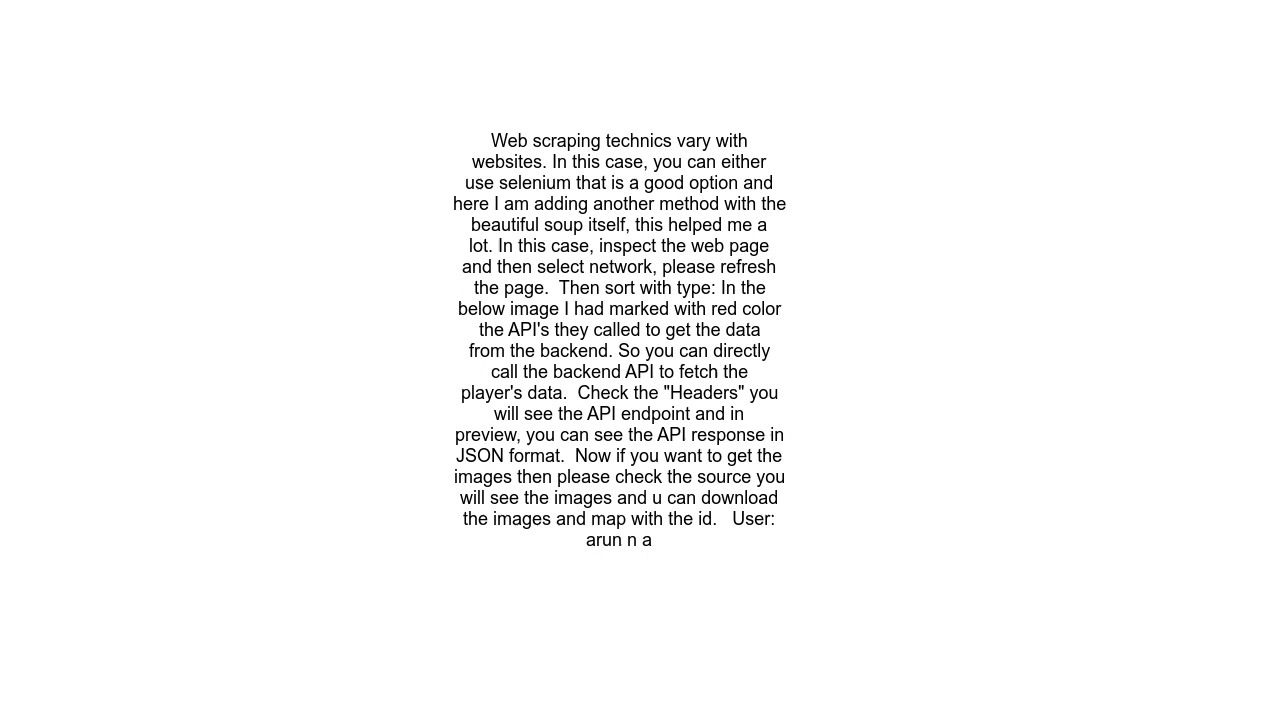 Web scraping technics vary with
websites. In this case, you can either
use selenium that is a good option and
here I am adding another method with the
beautiful soup itself, this helped me a
lot. In this case, inspect the web page
and then select network, please refresh
the page.  Then sort with type: In the
below image I had marked with red color
the API's they called to get the data
from the backend. So you can directly
call the backend API to fetch the
player's data.  Check the "Headers" you
will see the API endpoint and in
preview, you can see the API response in
JSON format.  Now if you want to get the
images then please check the source you
will see the images and u can download
the images and map with the id.   User:
arun n a